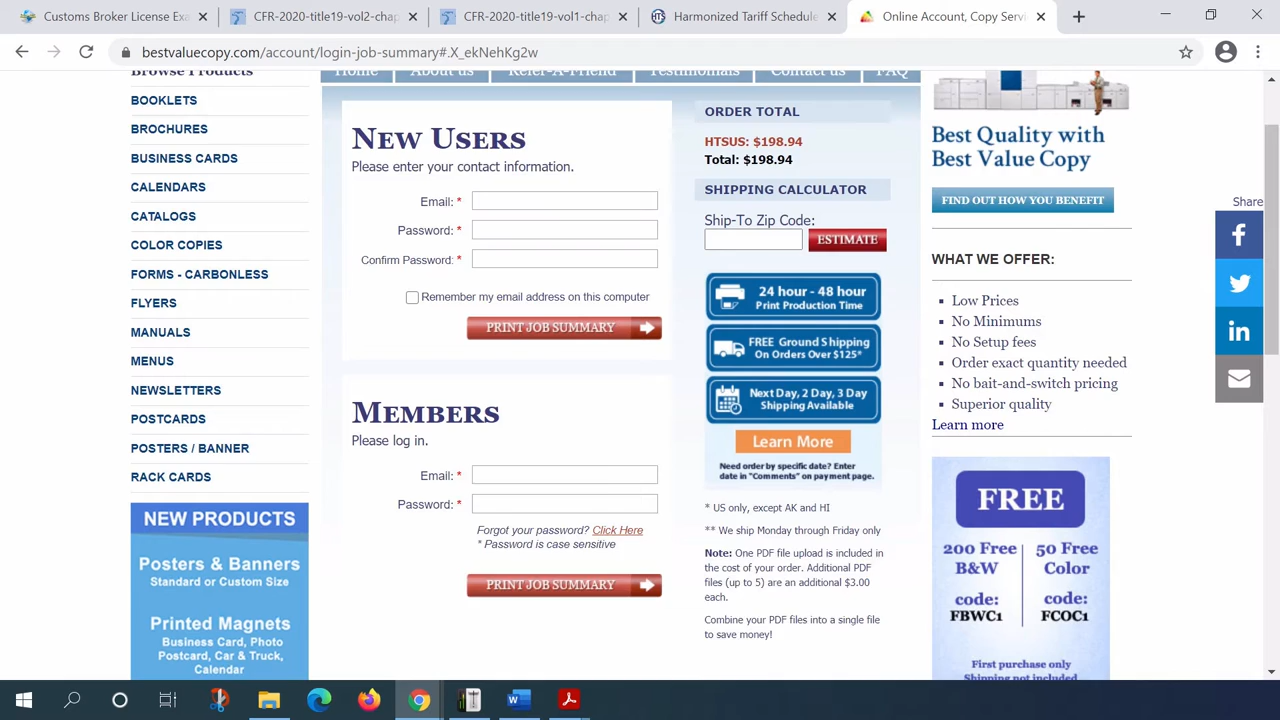 Customs Broker License Exa
CFR-2020-title19-vol2-chap
CFR-2020-title19-vol1-chap
Harmonized Tariff Schedule
Online Account, Copy Servi
bestvaluecopy.com/account/login-job-summary#.X_ekNehKg2w
Browse Products
BOOKLETS
BROCHURES
BUSINESS CARDS
CALENDARS
CATALOGS
COLOR COPIES
FORMS - CARBONLESS
FLYERS
MANUALS
MENUS
NEWSLETTERS
POSTCARDS
POSTERS / BANNER
RACK CARDS
NEW PRODUCTS
Posters & Banners
Standard or Custom Size
Printed Magnets
Business Card, Photo
Postcard, Car & Truck,
Calendar
Home About us Refer-A-Friend Testimonials Contact us FAQ
NEW USERS
Please enter your contact information.
Email: *
Password: *
Confirm Password: *
Remember my email address on this computer
PRINT JOB SUMMARY
MEMBERS
Please log in.
Email: *
Password: *
Forgot your password? Click Here
* Password is case sensitive
PRINT JOB SUMMARY
ORDER TOTAL
HTSUS: $198.94
Total: $198.94
SHIPPING CALCULATOR
Ship-To Zip Code:
ESTIMATE
24 hour - 48 hour
Print Production Time
FREE Ground Shipping
On Orders Over $125*
Next Day, 2 Day, 3 Day
Shipping Available
Learn More
Need order by specific date? Enter
date in "Comments" on payment page.
* US only, except AK and HI
** We ship Monday through Friday only
Note: One PDF file upload is included in
the cost of your order. Additional PDF
files (up to 5) are an additional $3.00
each.
Combine your PDF files into a single file
to save money!
Best Quality with
Best Value Copy
FIND OUT HOW YOU BENEFIT
WHAT WE OFFER:
Low Prices
No Minimums
No Setup fees
Order exact quantity needed
No bait-and-switch pricing
Superior quality
Learn more
FREE
200 Free
B&W
code:
FBWC1
50 Free
Color
code:
FCOC1
First purchase only
Shipping not included
Share